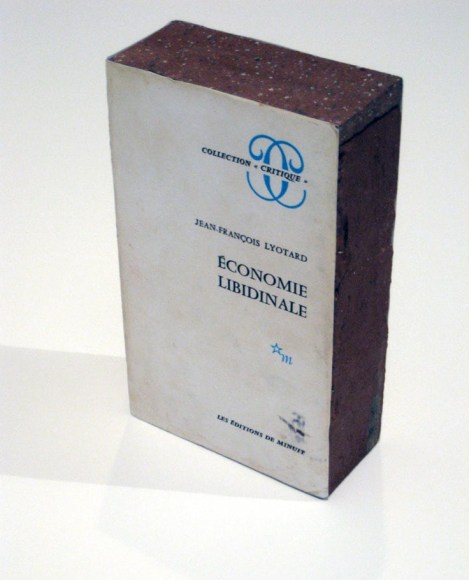 COLLECTION « CRITIQUE »
JEAN-FRANÇOIS LYOTARD
ÉCONOMIE
LIBIDINALE
m
LES ÉDITIONS DE MINUIT